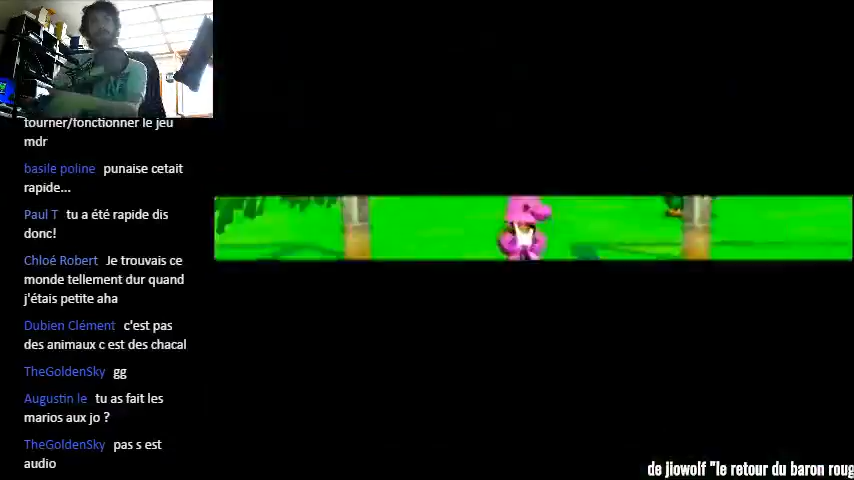 tourner/fonctionner le jeu
mdr
basile poline punaise cetait
rapide...
Paul T tu a été rapide dis
donc!
Chloé Robert Je trouvais ce
monde tellement dur quand
j'étais petite aha
Dubien Clément c'est pas
des animaux c est des chacal
TheGoldenSky gg
Augustin le tu as fait les
marios aux jo ?
TheGoldenSky pas s est
audio
de jiowolf "le retour du baron roug